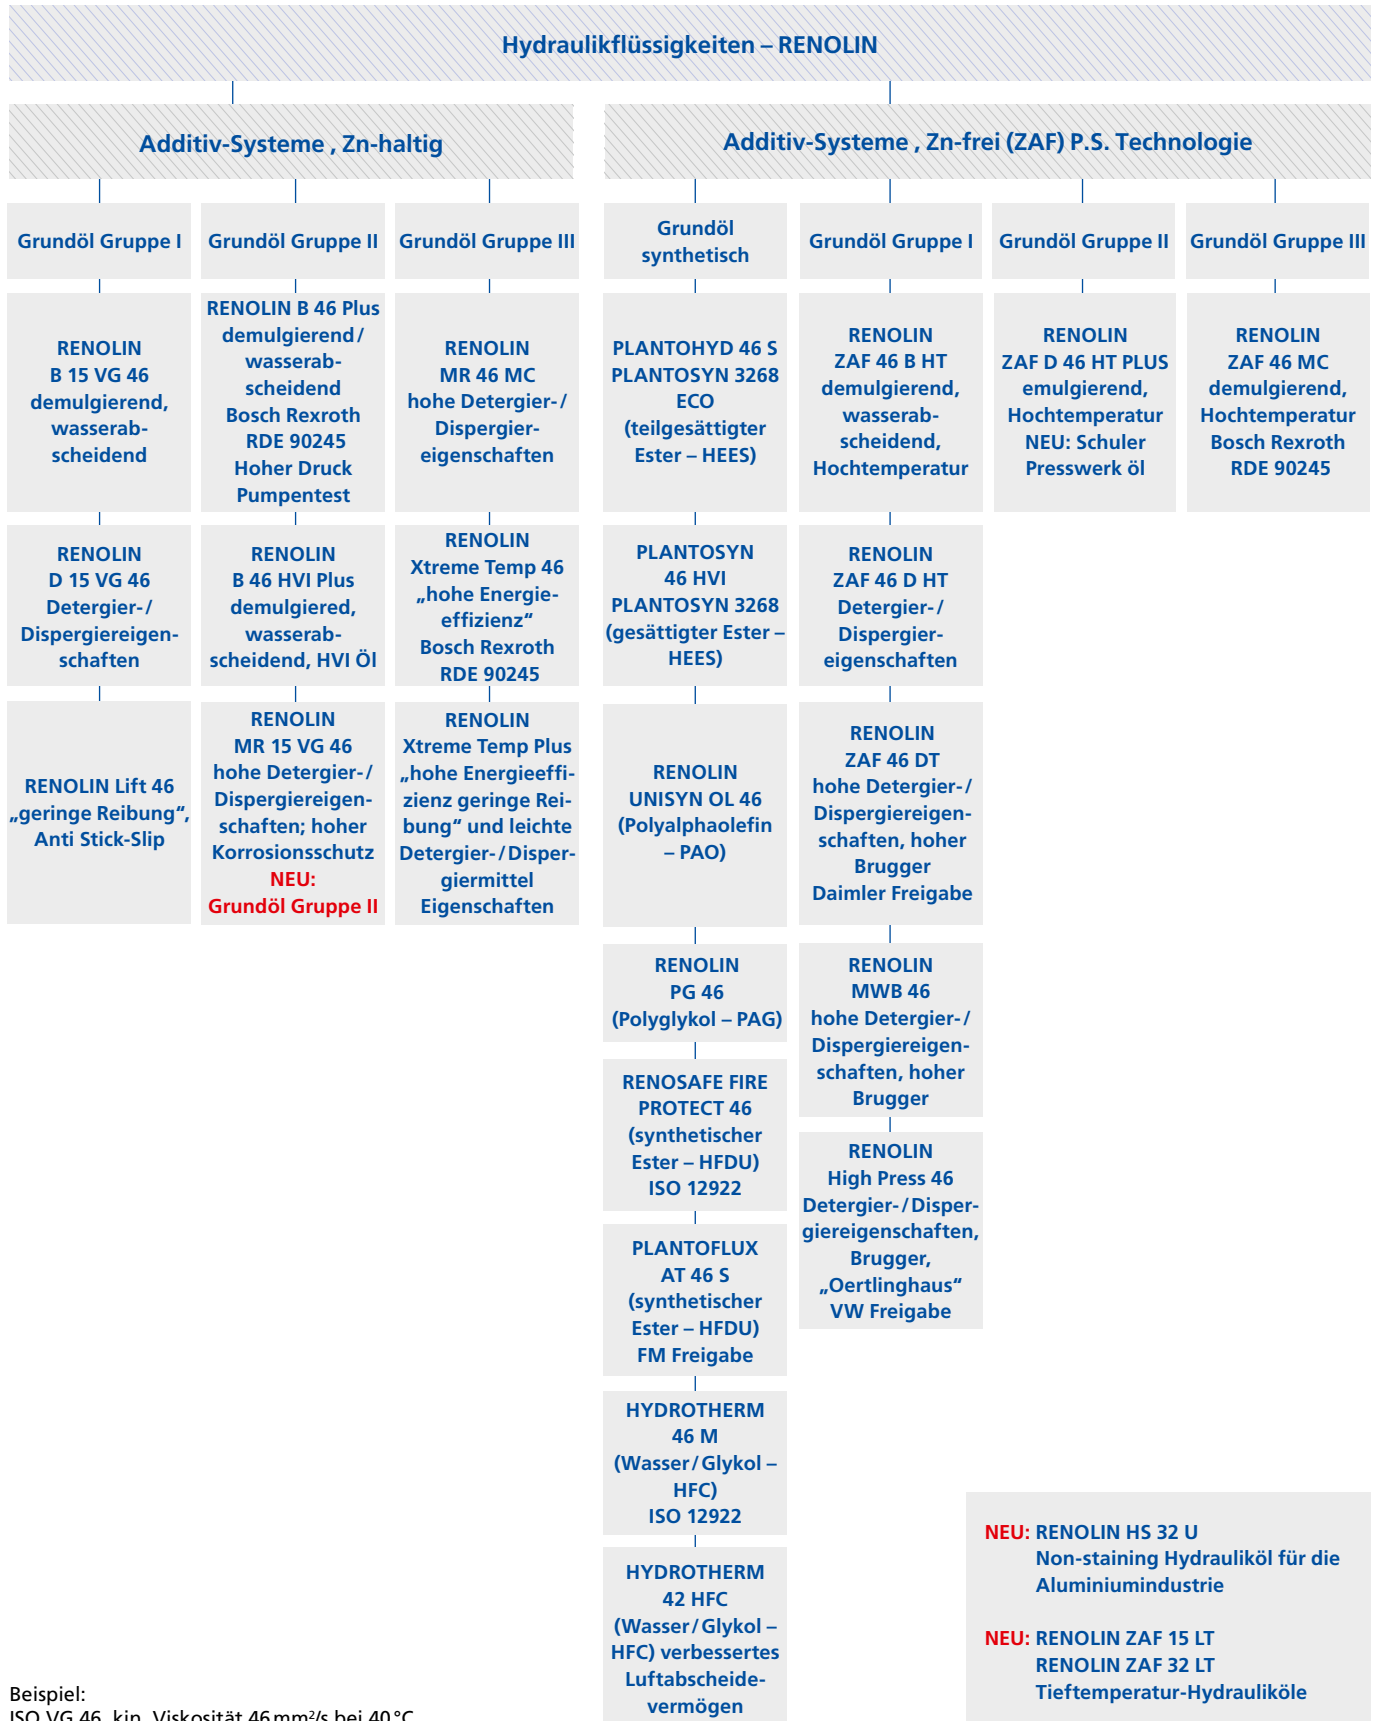 Hydraulikflüssigkeiten – RENOLIN
Additiv-Systeme , Zn-haltig
Additiv-Systeme , Zn-frei (ZAF) P.S. Technologie
Grundöl Gruppe I
Grundöl Gruppe II
Grundöl Gruppe III
Grundöl
synthetisch
Grundöl Gruppe I
Grundöl Gruppe II
Grundöl Gruppe III
RENOLIN
B 15 VG 46
demulgierend,
wasserab-
scheidend
RENOLIN B 46 Plus
demulgierend/
wasserab-
scheidend
Bosch Rexroth
RDE 90245
Hoher Druck
Pumpentest
RENOLIN
MR 46 MC
hohe Detergier-/
Dispergier-
eigenschaften
PLANTOHYD 46 S
PLANTOSYN 3268
ECO
(teilgesättigter
Ester – HEES)
RENOLIN
ZAF 46 B HT
demulgierend,
wasserab-
scheidend,
Hochtemperatur
RENOLIN
ZAF D 46 HT PLUS
emulgierend,
Hochtemperatur
NEU: Schuler
Presswerk öl
RENOLIN
ZAF 46 MC
demulgierend,
Hochtemperatur
Bosch Rexroth
RDE 90245
RENOLIN
D 15 VG 46
Detergier-/
Dispergiereigen-
schaften
RENOLIN
B 46 HVI Plus
demulgiered,
wasserab-
scheidend, HVI Öl
RENOLIN
Xtreme Temp 46
„hohe Energie-
effizienz“
Bosch Rexroth
RDE 90245
PLANTOSYN
46 HVI
PLANTOSYN 3268
(gesättigter Ester –
HEES)
RENOLIN
ZAF 46 D HT
Detergier-/
Dispergier-
eigenschaften
RENOLIN Lift 46
„geringe Reibung“,
Anti Stick-Slip
RENOLIN
MR 15 VG 46
hohe Detergier-/
Dispergiereigen-
schaften; hoher
Korrosionsschutz
NEU:
Grundöl Gruppe II
RENOLIN
Xtreme Temp Plus
„hohe Energieeffi-
zienz geringe Rei-
bung“ und leichte
Detergier-/Disper-
giermittel
Eigenschaften
RENOLIN
UNISYN OL 46
(Polyalphaolefin
– PAO)
RENOLIN
ZAF 46 DT
hohe Detergier-/
Dispergiereigen-
schaften, hoher
Brugger
Daimler Freigabe
RENOLIN
PG 46
(Polyglykol – PAG)
RENOLIN
MWB 46
hohe Detergier-/
Dispergiereigen-
schaften, hoher
Brugger
RENOSAFE FIRE
PROTECT 46
(synthetischer
Ester – HFDU)
ISO 12922
RENOLIN
High Press 46
Detergier-/Disper-
giereigenschaften,
Brugger,
„Oertlinghaus“
VW Freigabe
PLANTOFLUX
AT 46 S
(synthetischer
Ester – HFDU)
FM Freigabe
HYDROTHERM
46 M
(Wasser/Glykol –
HFC)
ISO 12922
HYDROTHERM
42 HFC
(Wasser/Glykol –
HFC) verbessertes
Luftabscheide-
vermögen
NEU: RENOLIN HS 32 U
Non-staining Hydrauliköl für die
Aluminiumindustrie
NEU: RENOLIN ZAF 15 LT
RENOLIN ZAF 32 LT
Tieftemperatur-Hydrauliköle
Beispiel:
ISO VG 46, kin. Viskosität 46 mm²/s bei 40 °C